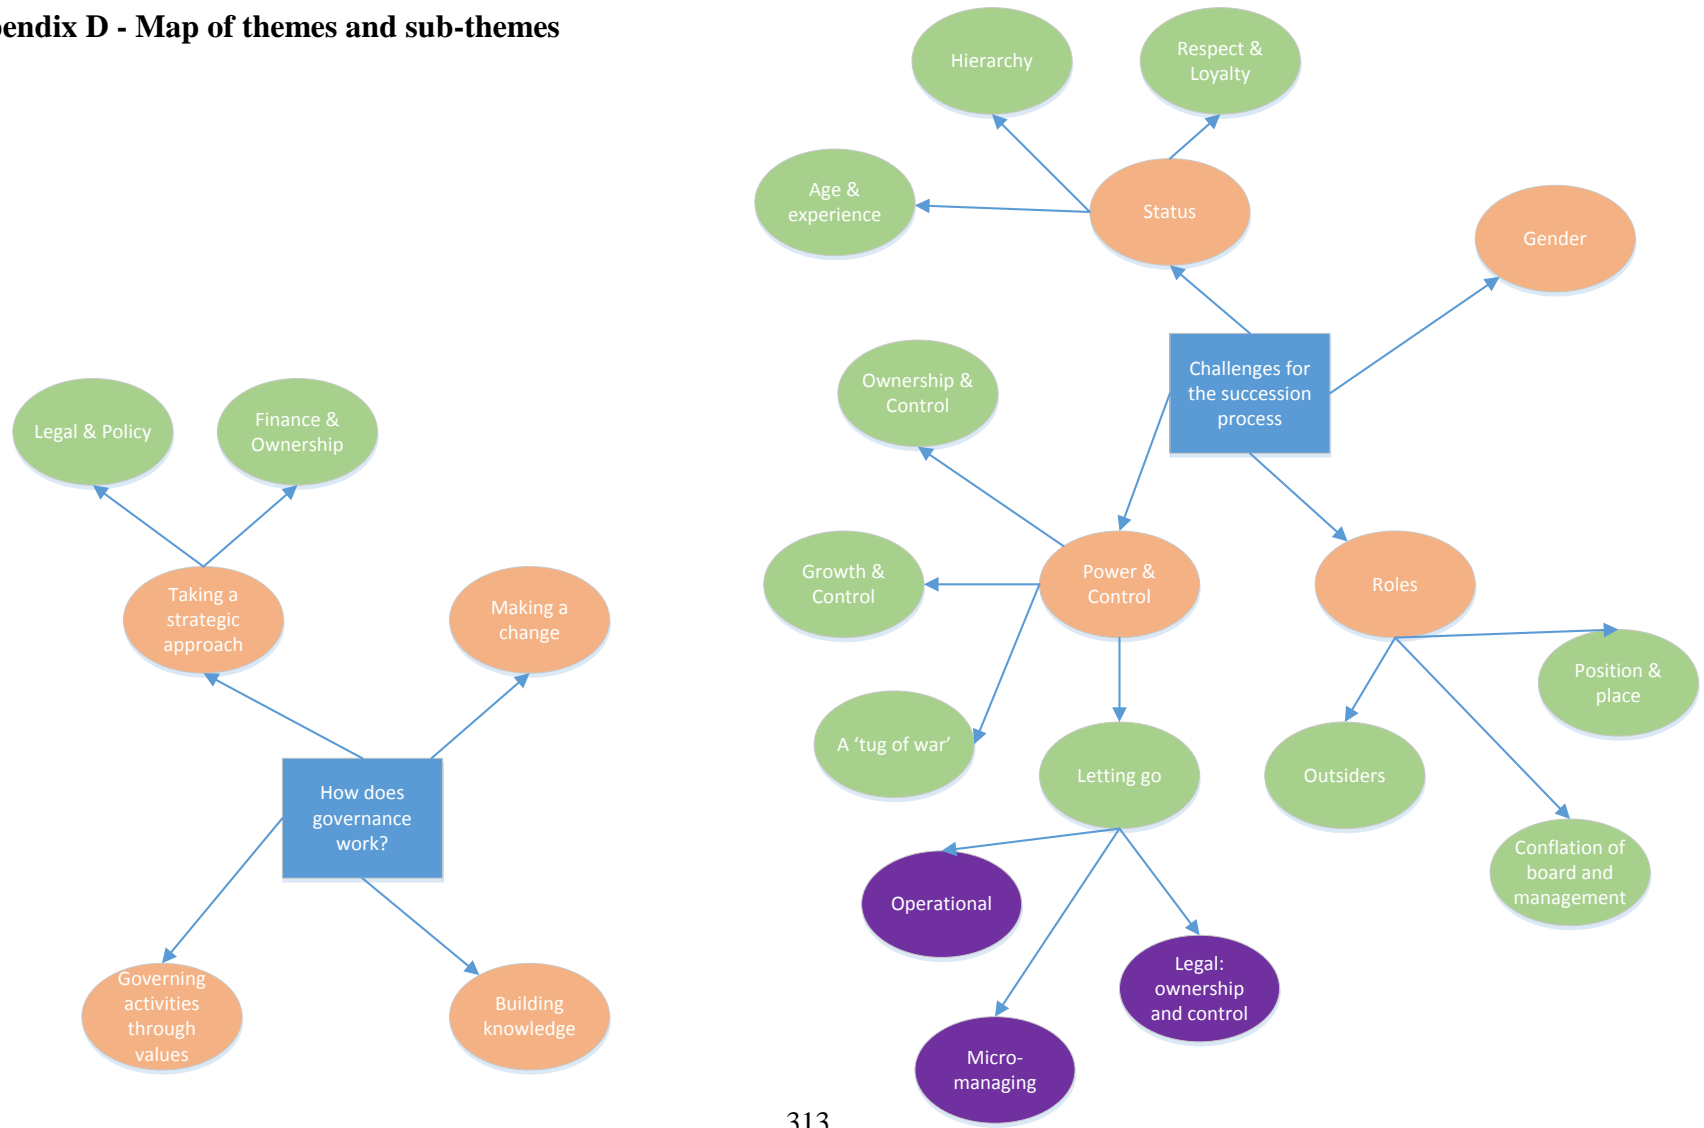 pendix D - Map of themes and sub-themes
Hierarchy
Respect &
Loyalty
Age &
experience
Status
Gender
Challenges for
the succession
process
Ownership &
Control
Legal & Policy
Finance &
Ownership
Growth &
Control
Power &
Control
Roles
Taking a
strategic
approach
Making a
change
Position &
place
A ‘tug of war’
Letting go
Outsiders
How does
governance
work?
Conflation of
board and
management
Operational
Governing
activities
through
values
Building
knowledge
Legal:
ownership
and control
Micro-
managing
313